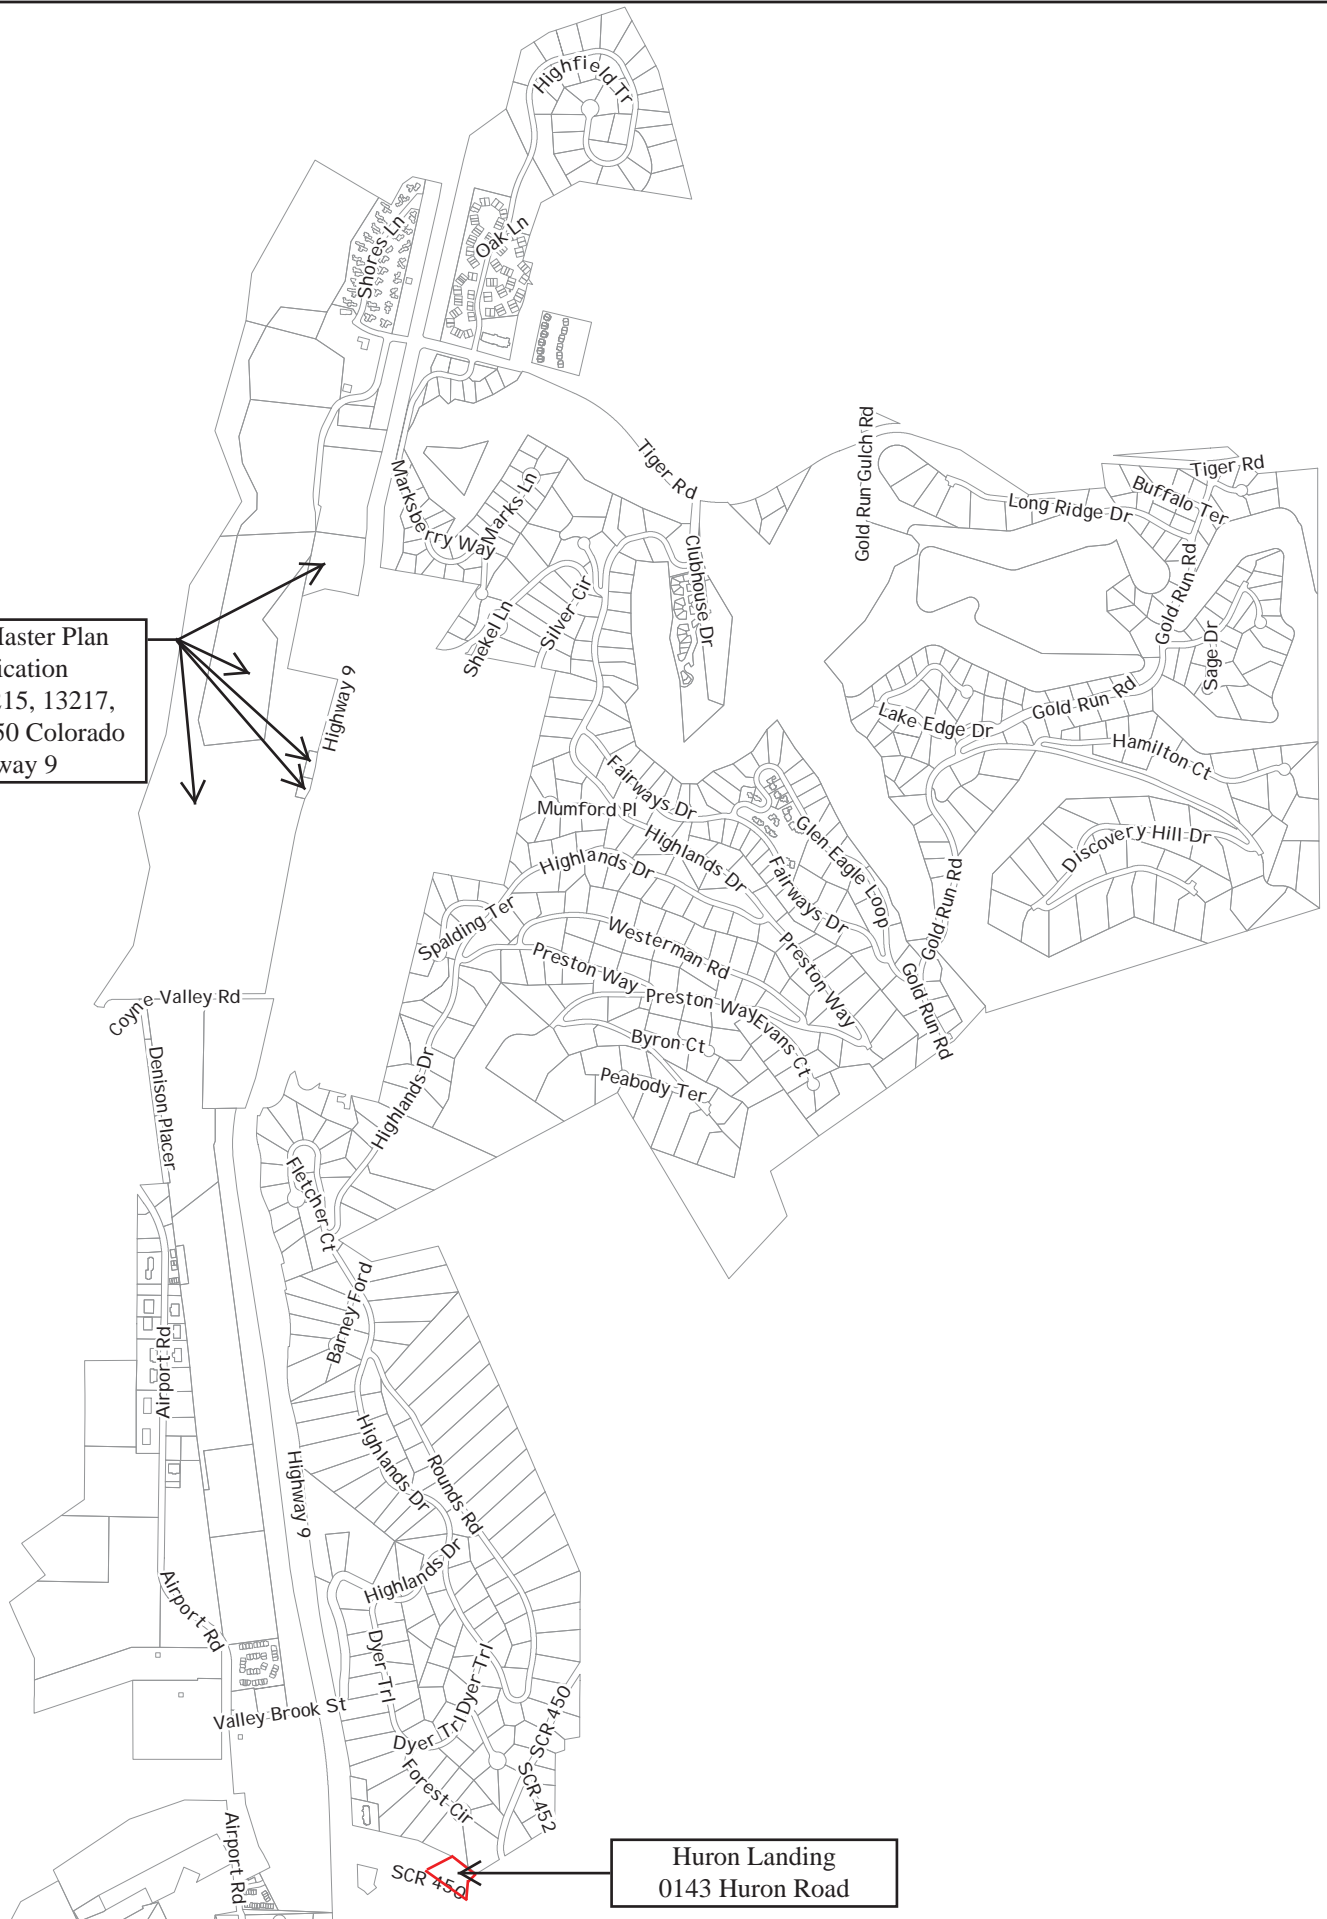 Highfield Tr
Shores Ln
Oak Ln
Tiger Rd
Gold Run Gulch Rd
Tiger Rd
Buffalo Ter
Long Ridge Dr
Marksberry Way
Marks Ln
Clubhouse Dr
Gold Run Rd
Shekel Ln
Silver Cir
Sage Dr
Master Plan
15, 13217,
50 Colorado
way 9
Highway 9
Gold Run Rd
Lake Edge Dr
Hamilton Ct
Fairways Dr
Mumford Pl
Highlands Dr
Glen Eagle Loop
Discovery Hill Dr
Highlands Dr
Fairways Dr
Gold Run Rd
Spalding Ter
Westerman Rd
Preston Way
Preston Way
Preston Way
Gold Run Rd
Coyne Valley Rd
Evans Ct
Byron Ct
Peabody Ter
Denison Placer
Highlands Dr
Fletcher Ct
Barney Ford
Airport Rd
Highlands Dr
Rounds Rd
Highway 9
Highlands Dr
Airport Rd
Dyer Trl
Dyer Trl
Valley Brook St
Dyer Trl
SCR 450
Forest Cir
SCR 452
Airport Rd
SCR 450
Huron Landing
0143 Huron Road